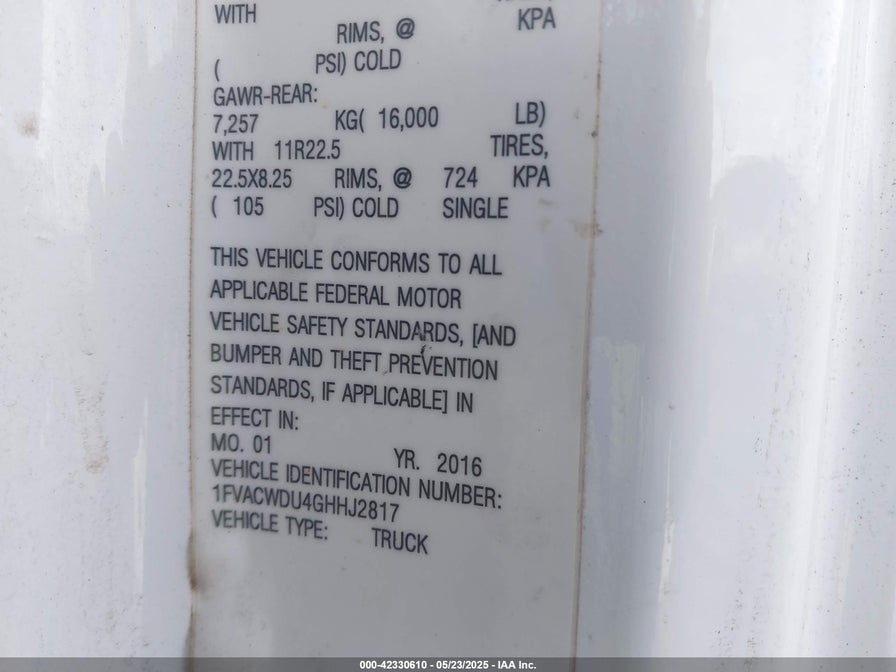 WITH KPA
RIMS, @
( PSI) COLD
GAWR-REAR:
7,257 KG( 16,000 LB)
WITH 11R22.5 TIRES,
22.5X8.25 RIMS, @ 724 KPA
( 105 PSI) COLD SINGLE
THIS VEHICLE CONFORMS TO ALL
APPLICABLE FEDERAL MOTOR
VEHICLE SAFETY STANDARDS, [AND
BUMPER AND THEFT PREVENTION
STANDARDS, IF APPLICABLE] IN
EFFECT IN:
MO. 01 YR. 2016
VEHICLE IDENTIFICATION NUMBER:
1FVACWDU4GHHJ2817
VEHICLE TYPE: TRUCK
000-42330610 - 05/23/2025 - IAA Inc.